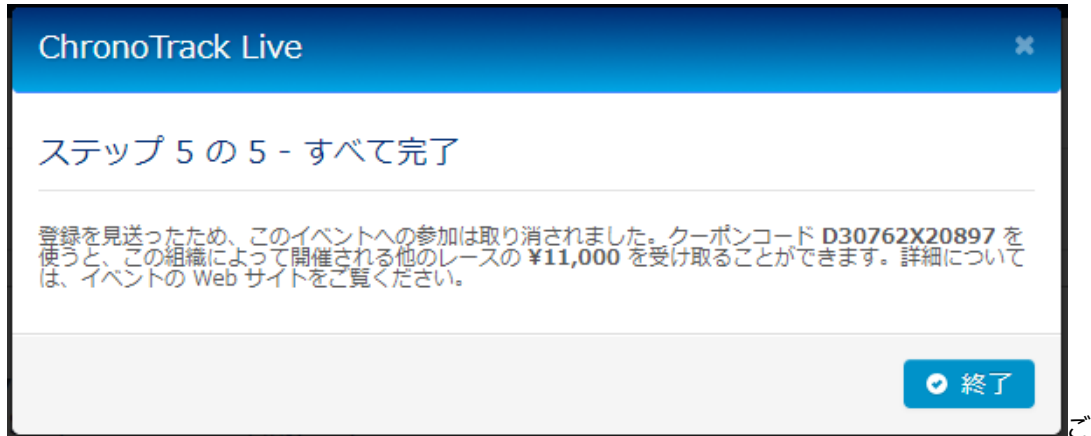 ChronoTrack Live
ステップ 5 の 5 - すべて完了
登録を見送ったため、このイベントへの参加は取り消されました。クーポンコード D30762X20897 を
使うと、この組織によって開催される他のレースの ¥11,000 を受け取ることができます。詳細について
は、イベントの Web サイトをご覧ください。
終了
ご